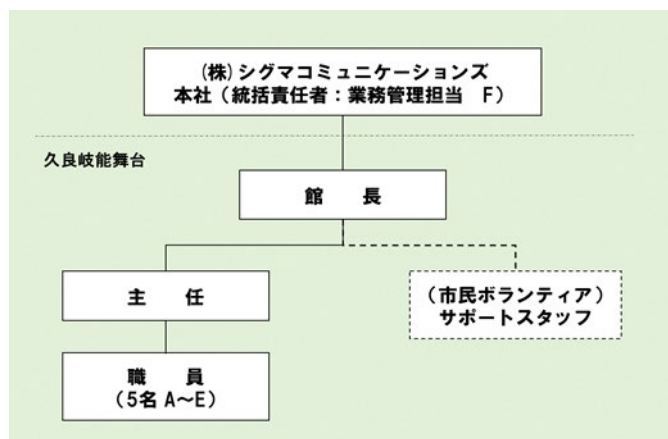 (株)シグマコミュニケーションズ
本社(統括責任者:業務管理担当 F)
久良岐能舞台
館 長
主 任
(市民ボランティア)
サポートスタッフ
職 員
(5名 A~E)